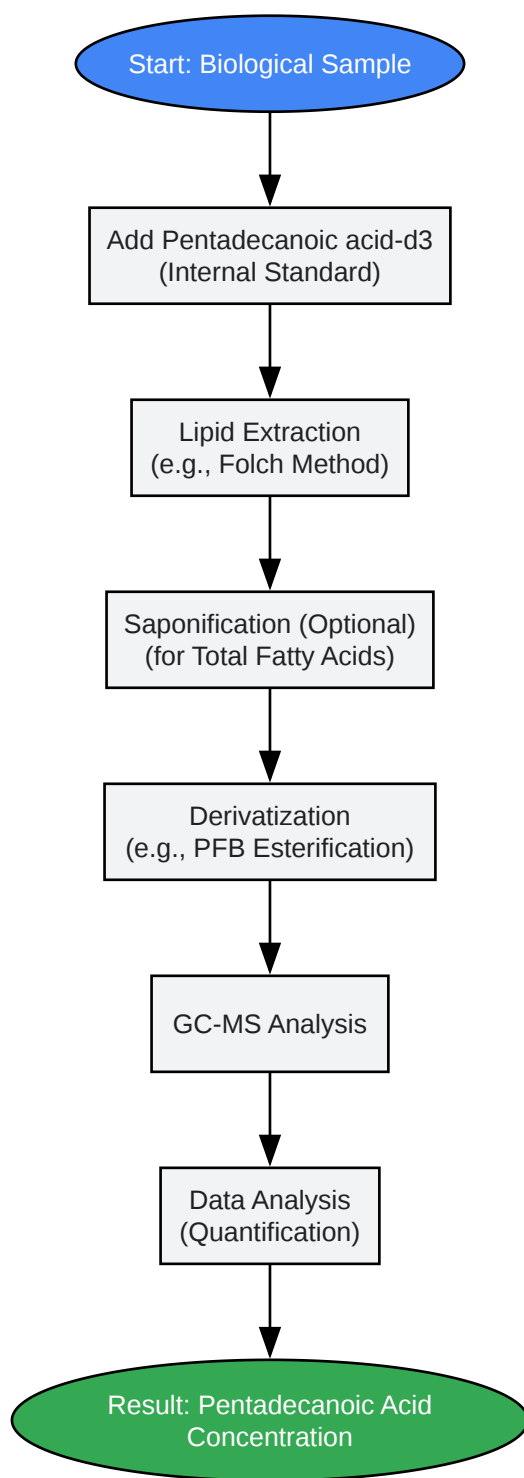 Start: Biological Sample
Add Pentadecanoic acid-d3
(Internal Standard)
Lipid Extraction
(e.g., Folch Method)
Saponification (Optional)
(for Total Fatty Acids)
Derivatization
(e.g., PFB Esterification)
GC-MS Analysis
Data Analysis
(Quantification)
Result: Pentadecanoic Acid
Concentration